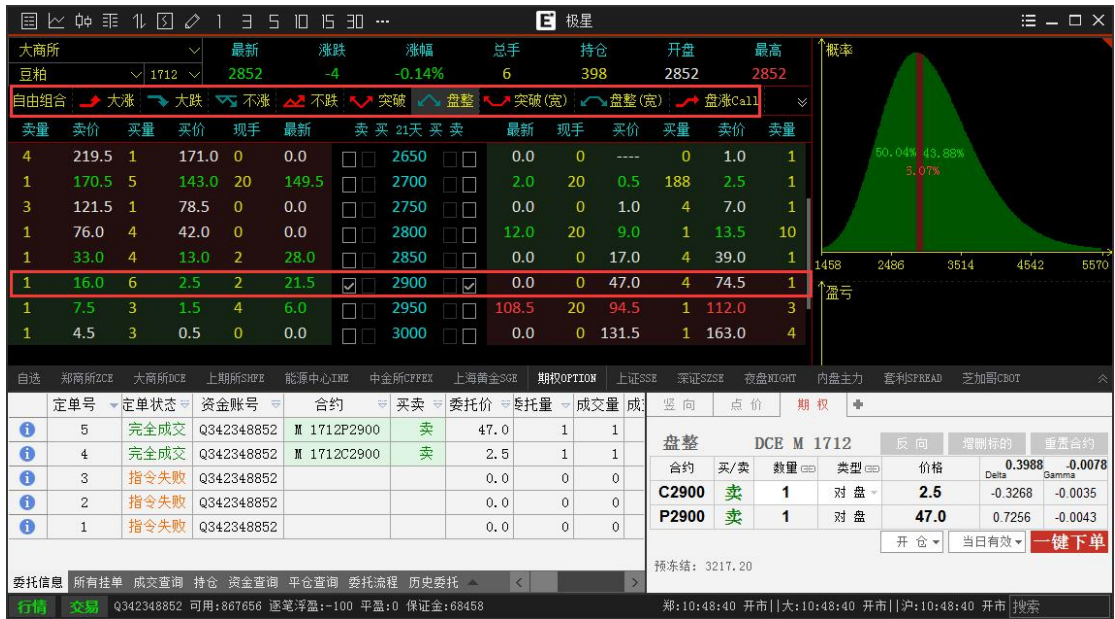 1 3 5 10 15 30 ··· 极星
大商所 最新 涨跌 涨幅 总手 持仓 开盘 最高
豆粕 1712 2852 -4 -0.14% 6 398 2852 2852
自由组合 大涨 大跌 不涨 不跌 突破 盘整 突破(宽) 盘整(宽) 盘涨Call
卖量 卖价 买量 买价 现手 最新 卖 买 21天 买 卖 最新 现手 买价 买量 卖价 卖量
4 219.5 1 171.0 0 0.0 2650 0.0 0 ---- 0 1.0 1
1 170.5 5 143.0 20 149.5 2700 2.0 20 0.5 188 2.5 1
3 121.5 1 78.5 0 0.0 2750 0.0 0 1.0 4 7.0 1
1 76.0 4 42.0 0 0.0 2800 12.0 20 9.0 1 13.5 10
1 33.0 4 13.0 2 28.0 2850 0.0 0 17.0 4 39.0 1
1 16.0 6 2.5 2 21.5 2900 0.0 0 47.0 4 74.5 1
1 7.5 3 1.5 4 6.0 2950 108.5 20 94.5 1 112.0 3
1 4.5 3 0.5 0 0.0 3000 0.0 0 131.5 1 163.0 4
概率
50.04% 43.88%
6.07%
1458 2486 3514 4542 5570
盈亏
自选 郑商所ZCE 大商所DCE 上期所SHFE 能源中心INE 中金所CFFEX 上海黄金SGE 期权OPTION 上证SSE 深证SZSE 夜盘NIGHT 内盘主力 套利SPREAD 芝加哥CBOT
定单号 定单状态 资金账号 合约 买卖 委托价 委托量 成交量
5 完全成交 Q342348852 M 1712P2900 卖 47.0 1 1
4 完全成交 Q342348852 M 1712C2900 卖 2.5 1 1
3 指令失败 Q342348852 0.0 0 0
2 指令失败 Q342348852 0.0 0 0
1 指令失败 Q342348852 0.0 0 0
委托信息 所有挂单 成交查询 持仓 资金查询 平仓查询 委托流程 历史委托
竖向 点价 期权 +
盘整 DCE M 1712 反向 增删标的 重置合约
合约 买/卖 数量 类型 价格 0.3988 Delta -0.0078 Gamma
C2900 卖 1 对盘 2.5 -0.3268 -0.0035
P2900 卖 1 对盘 47.0 0.7256 -0.0043
开仓 当日有效 一键下单
预冻结: 3217.20
行情 交易 Q342348852 可用:867656 逐笔浮盈:-100 平盈:0 保证金:68458 郑:10:48:40 开市||大:10:48:40 开市||沪:10:48:40 开市 搜索